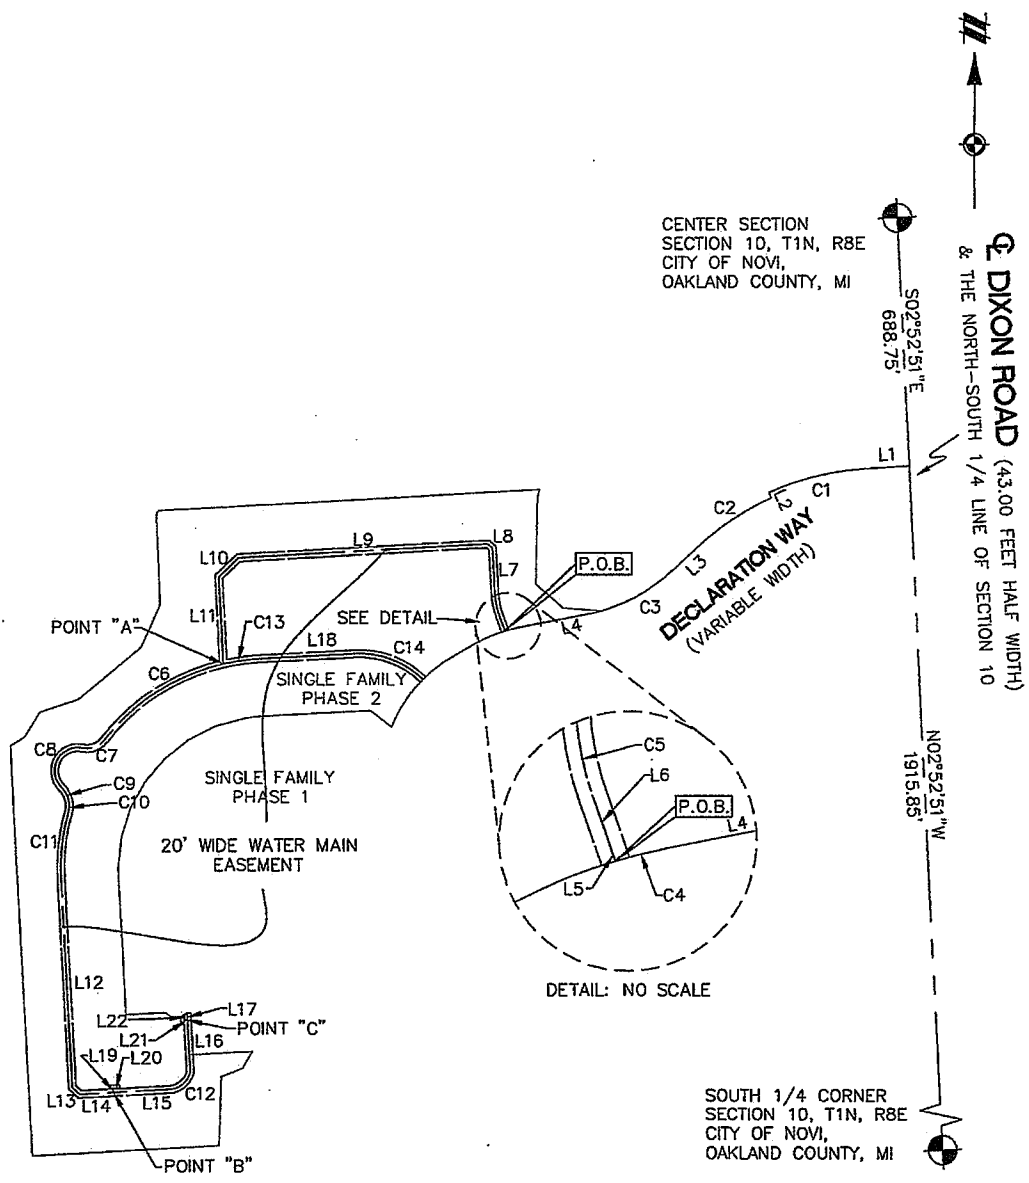 N
CENTER SECTION
SECTION 10, T1N, R8E
CITY OF NOVI,
OAKLAND COUNTY, MI
S02°52'51"E
688.75'
℄ DIXON ROAD (43.00 FEET HALF WIDTH)
& THE NORTH-SOUTH 1/4 LINE OF SECTION 10
L1
C1
L2
C2
L3
C3
DECLARATION WAY
(VARIABLE WIDTH)
L4
P.O.B.
L8
L9
L7
L10
L11
SEE DETAIL
POINT "A"
C13
L18
C14
C6
SINGLE FAMILY
PHASE 2
C8
C7
C9
C10
SINGLE FAMILY
PHASE 1
C11
20' WIDE WATER MAIN
EASEMENT
C5
L6
P.O.B.
L4
L5
C4
DETAIL: NO SCALE
N02°52'51"W
1915.85'
L12
L22
L17
L21
POINT "C"
L16
L19
L20
L13
L14
L15
C12
POINT "B"
SOUTH 1/4 CORNER
SECTION 10, T1N, R8E
CITY OF NOVI,
OAKLAND COUNTY, MI